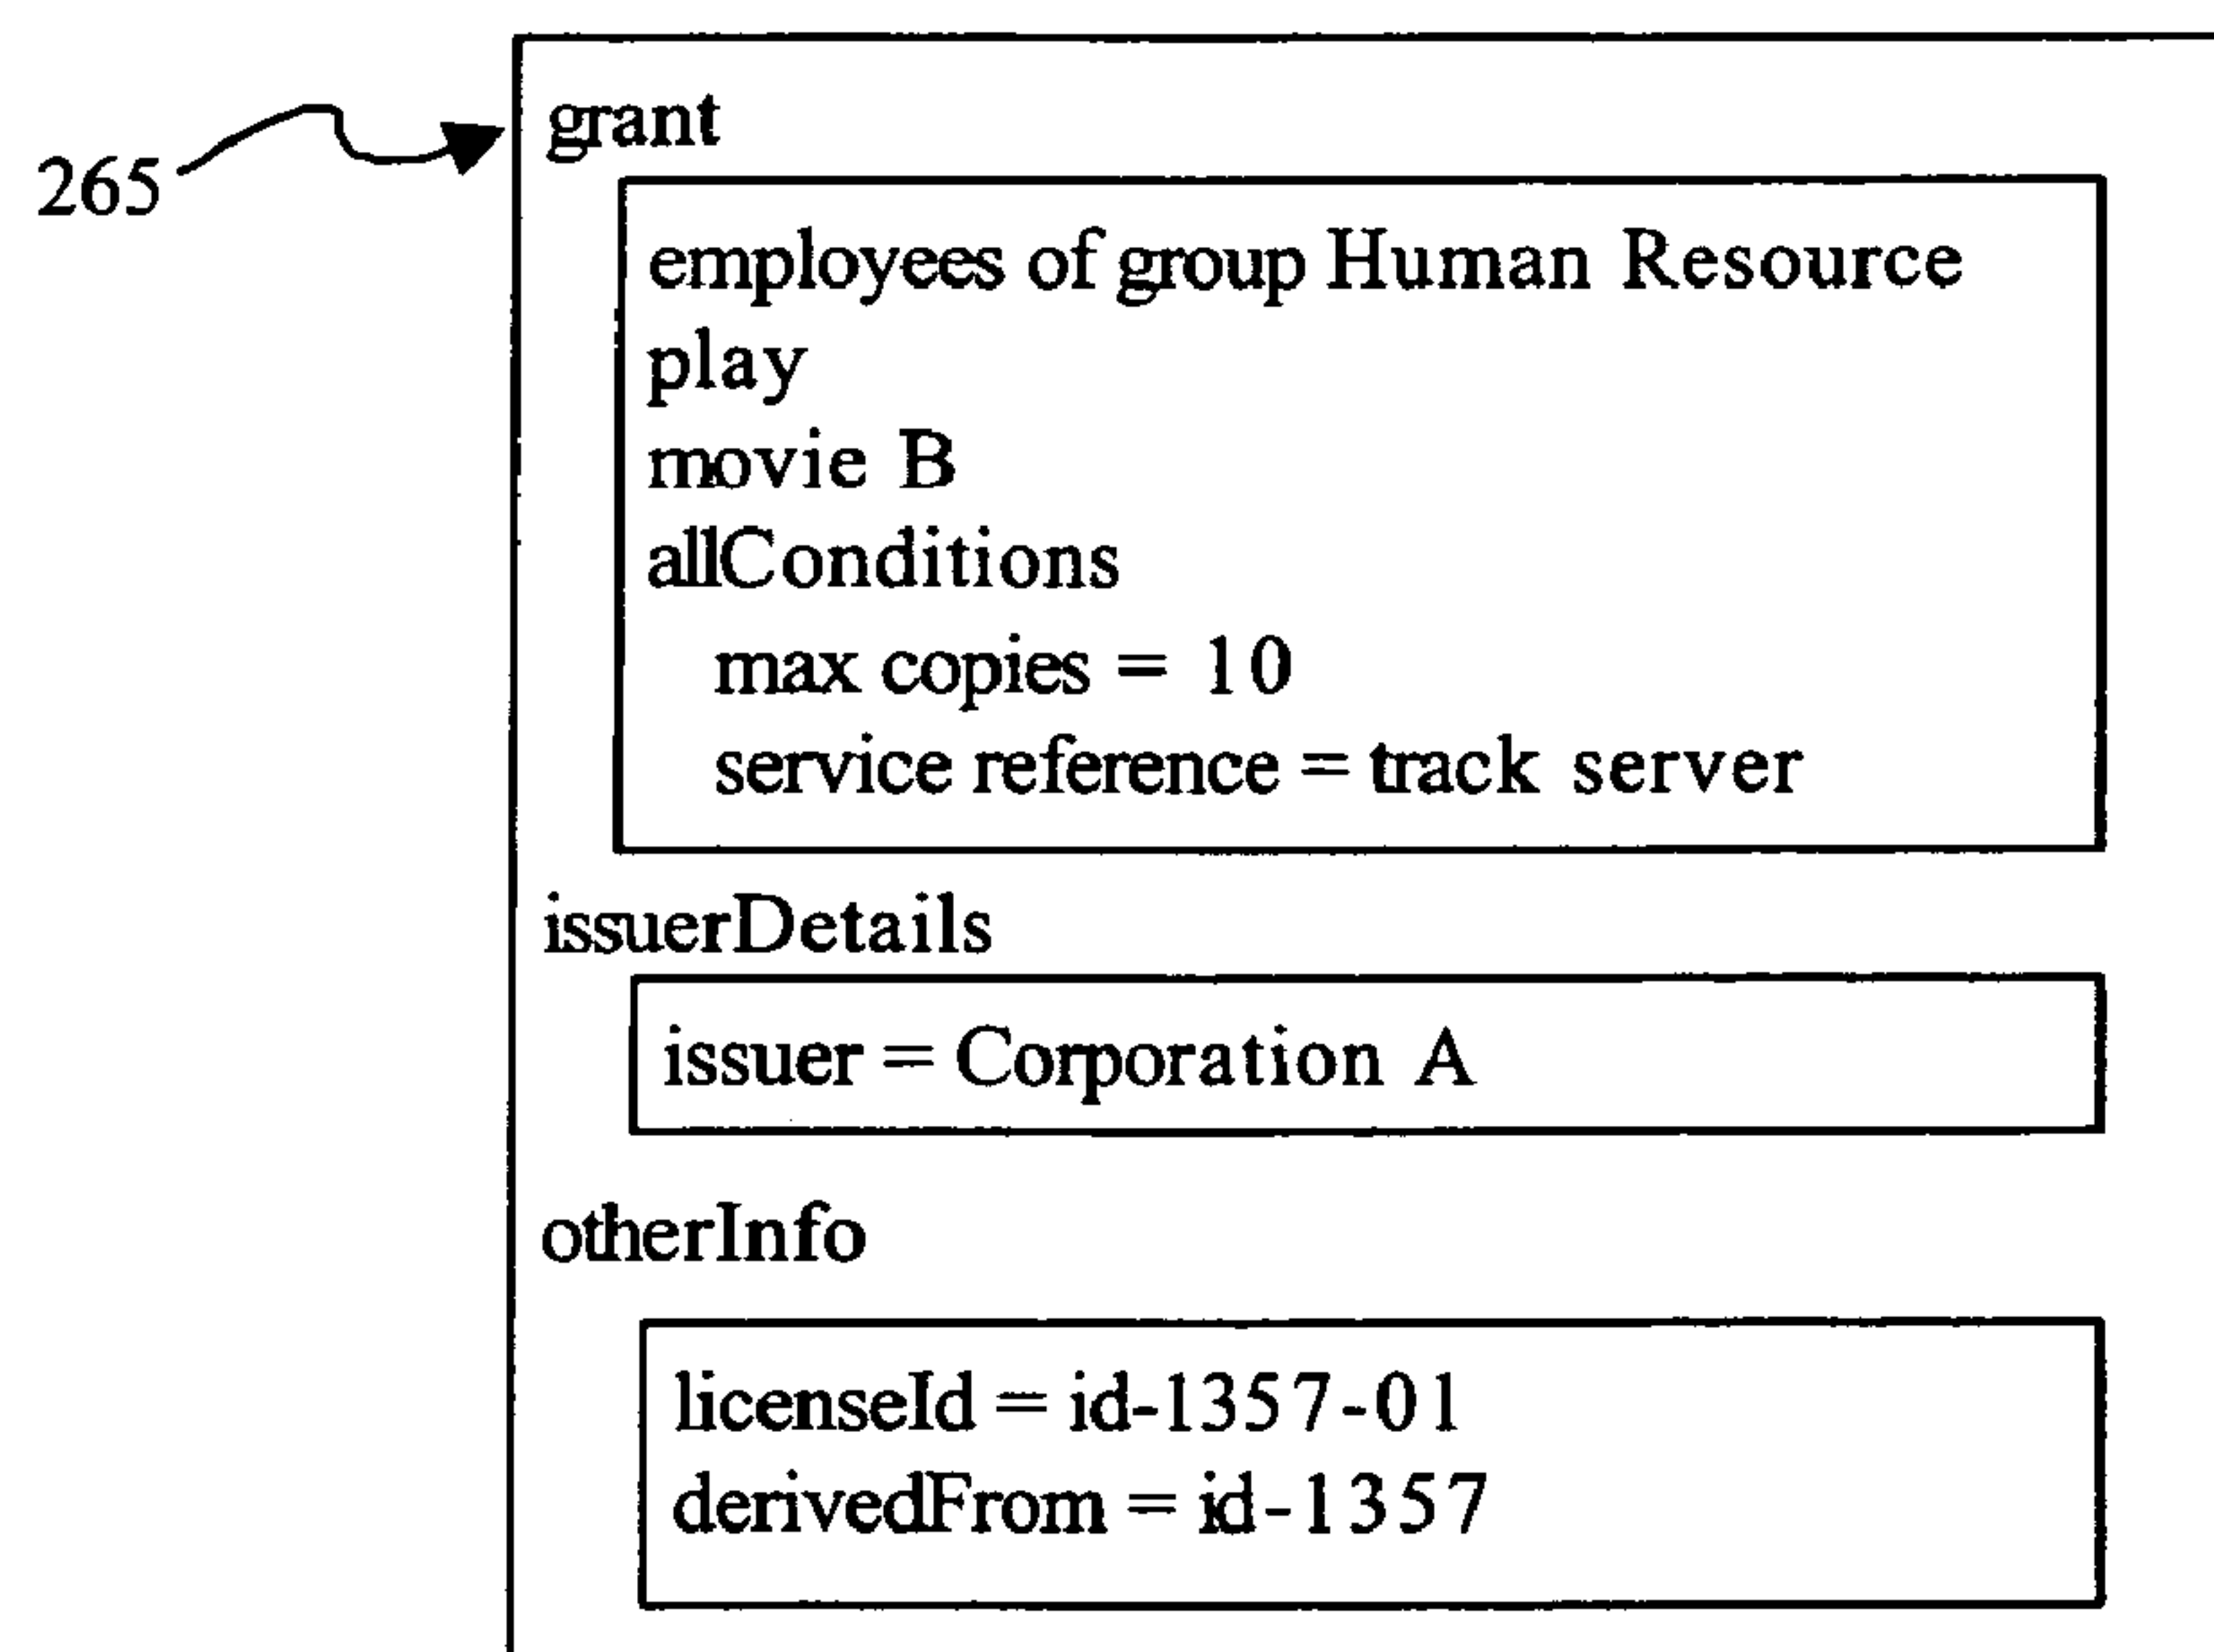 grant
265
employees of group Human Resource
play
movie B
allConditions
max copies = 10
service reference = track server
issuerDetails
issuer = Corporation A
otherInfo
licenseId = id-1357-01
derivedFrom = id-1357